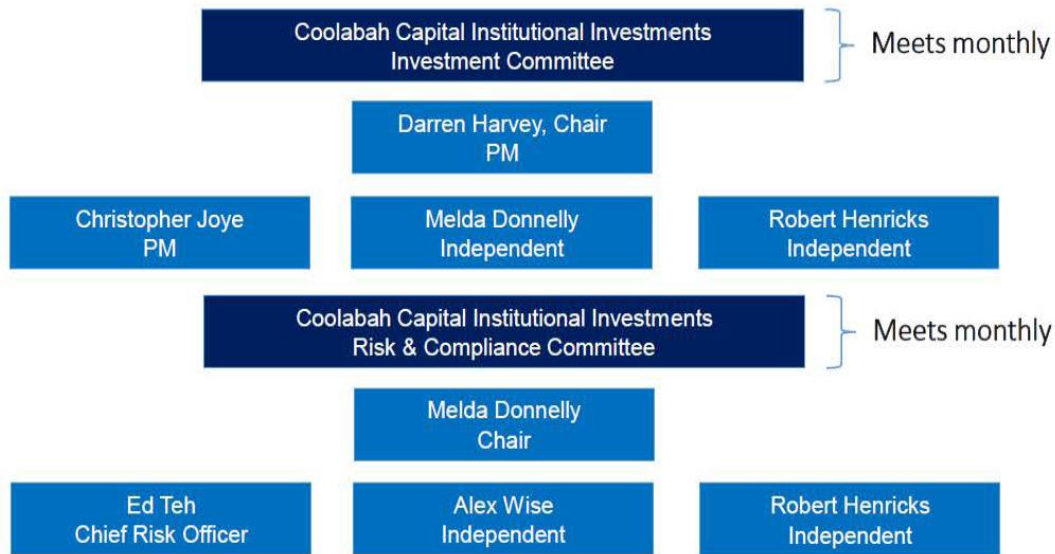 Coolabah Capital Institutional Investments
Investment Committee
Meets monthly
Darren Harvey, Chair
PM
Christopher Joye
PM
Melda Donnelly
Independent
Robert Henricks
Independent
Coolabah Capital Institutional Investments
Risk & Compliance Committee
Meets monthly
Melda Donnelly
Chair
Ed Teh
Chief Risk Officer
Alex Wise
Independent
Robert Henricks
Independent